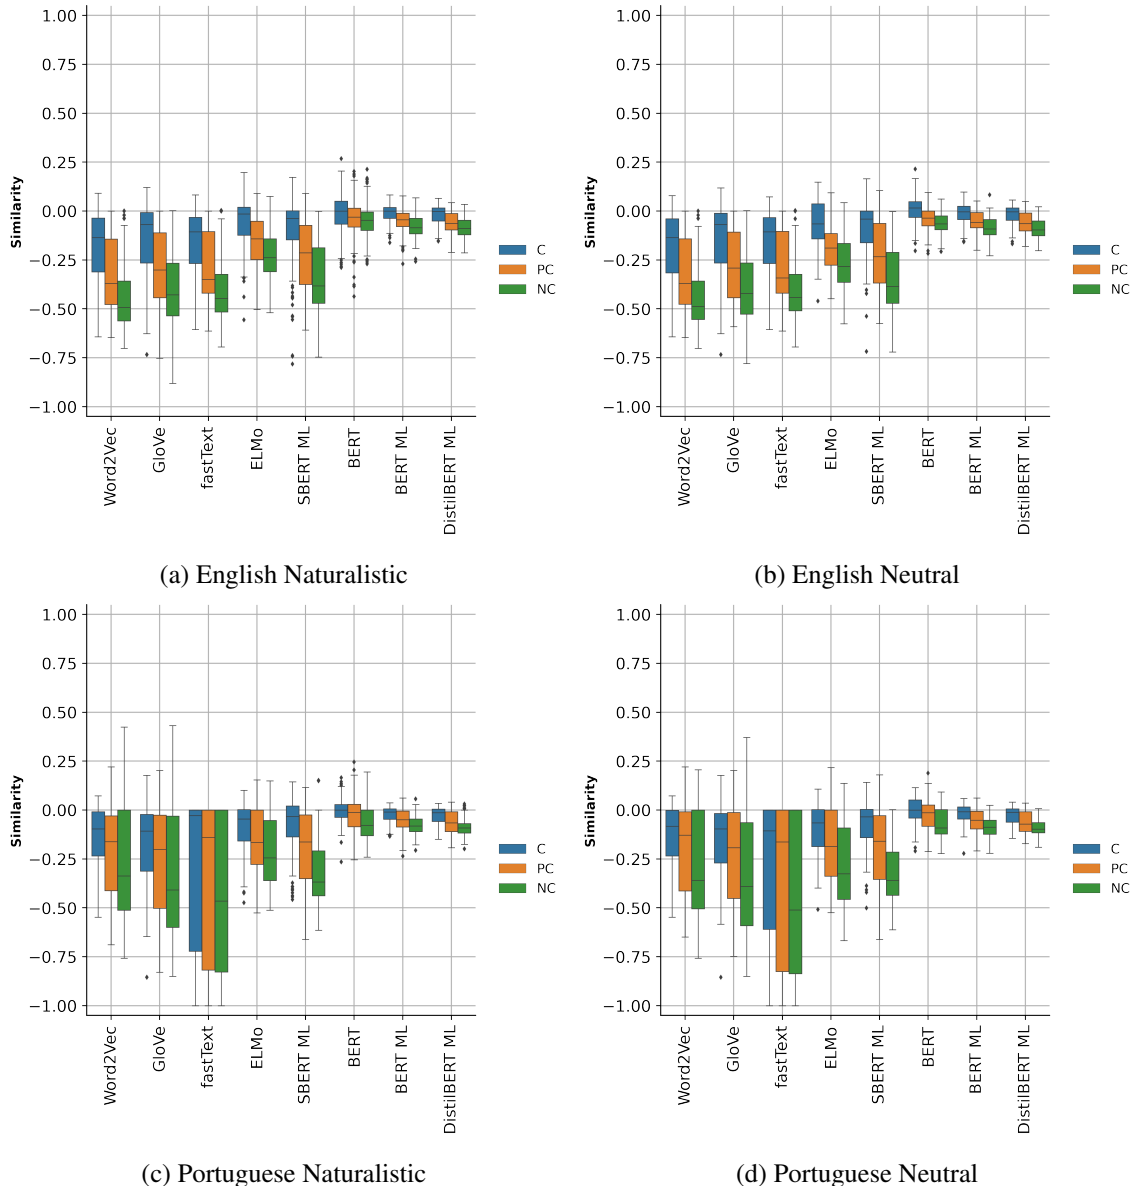 1.00
0.75
0.50
0.25
0.00
−0.25
−0.50
−0.75
−1.00
Similarity
Word2Vec
GloVe
fastText
ELMo
SBERT ML
BERT
BERT ML
DistilBERT ML
C
PC
NC
(a) English Naturalistic
1.00
0.75
0.50
0.25
0.00
−0.25
−0.50
−0.75
−1.00
Similarity
Word2Vec
GloVe
fastText
ELMo
SBERT ML
BERT
BERT ML
DistilBERT ML
C
PC
NC
(b) English Neutral
1.00
0.75
0.50
0.25
0.00
−0.25
−0.50
−0.75
−1.00
Similarity
Word2Vec
GloVe
fastText
ELMo
SBERT ML
BERT
BERT ML
DistilBERT ML
C
PC
NC
(c) Portuguese Naturalistic
1.00
0.75
0.50
0.25
0.00
−0.25
−0.50
−0.75
−1.00
Similarity
Word2Vec
GloVe
fastText
ELMo
SBERT ML
BERT
BERT ML
DistilBERT ML
C
PC
NC
(d) Portuguese Neutral